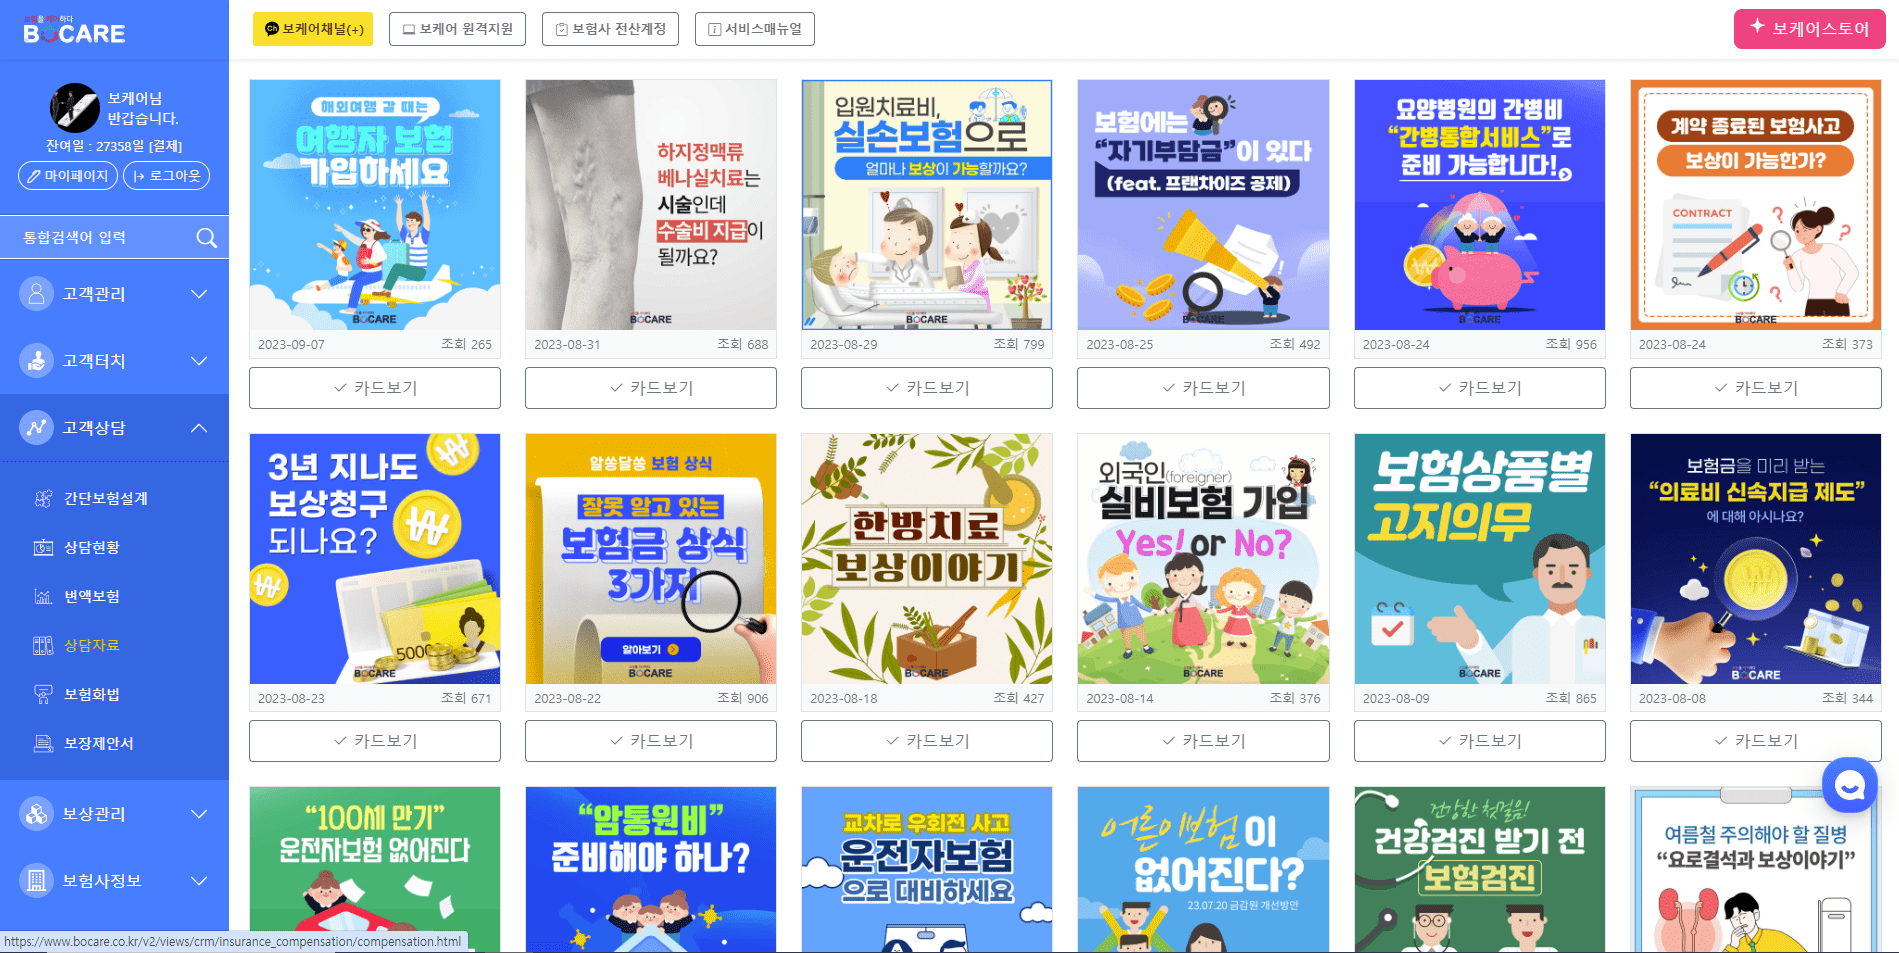 보험을 케어하다
BOCARE
보케어채널(+)
보케어 원격지원
보험사 전산계정
서비스매뉴얼
보케어스토어
보케어님
반갑습니다.
잔여일 : 27358일 [결제]
마이페이지
로그아웃
통합검색어 입력
고객관리
고객터치
고객상담
간단보험설계
상담현황
변액보험
상담자료
보험화법
보장제안서
보상관리
보험사정보
https://www.bocare.co.kr/v2/views/crm/insurance_compensation/compensation.html
해외여행 갈 때는
여행자 보험
가입하세요
BOCARE
2023-09-07 조회 265
카드보기
하지정맥류
베나실치료는
시술인데
수술비 지급이
될까요?
BOCARE
2023-08-31 조회 688
카드보기
입원치료비,
실손보험으로
얼마나 보상이 가능할까요?
BOCARE
2023-08-29 조회 799
카드보기
보험에는
“자기부담금”이 있다
(feat. 프랜차이즈 공제)
BOCARE
2023-08-25 조회 492
카드보기
요양병원의 간병비
“간병통합서비스”로
준비 가능합니다!
BOCARE
2023-08-24 조회 956
카드보기
계약 종료된 보험사고
보상이 가능한가?
CONTRACT
BOCARE
2023-08-24 조회 373
카드보기
3년 지나도
보상청구
되나요?
5000
2023-08-23 조회 671
카드보기
알쏭달쏭 보험 상식
잘못 알고 있는
보험금 상식
3가지
알아보기
BOCARE
2023-08-22 조회 906
카드보기
한방치료
보상이야기
BOCARE
2023-08-18 조회 427
카드보기
외국인(foreigner)
실비보험 가입
Yes! or No?
BOCARE
2023-08-14 조회 376
카드보기
보험상품별
고지의무
BOCARE
2023-08-09 조회 865
카드보기
보험금을 미리 받는
“의료비 신속지급 제도”
에 대해 아시나요?
BOCARE
2023-08-08 조회 344
카드보기
“100세 만기”
운전자보험 없어진다
“암통원비”
준비해야 하나?
교차로 우회전 사고
운전자보험
으로 대비하세요
어른이보험이
없어진다?
23.07.20 금감원 개선방안
건강한 첫걸음!
건강검진 받기 전
보험검진
여름철 주의해야 할 질병
“요로결석과 보상이야기”